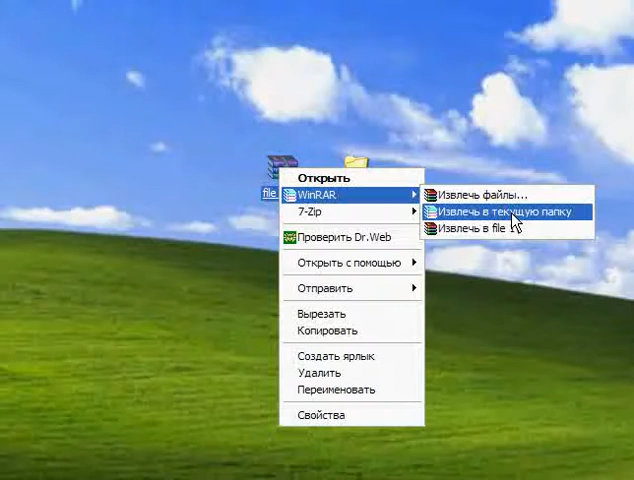 file
Открыть
WinRAR
7-Zip
Проверить Dr.Web
Открыть с помощью
Отправить
Вырезать
Копировать
Создать ярлык
Удалить
Переименовать
Свойства
Извлечь файлы...
Извлечь в текущую папку
Извлечь в file